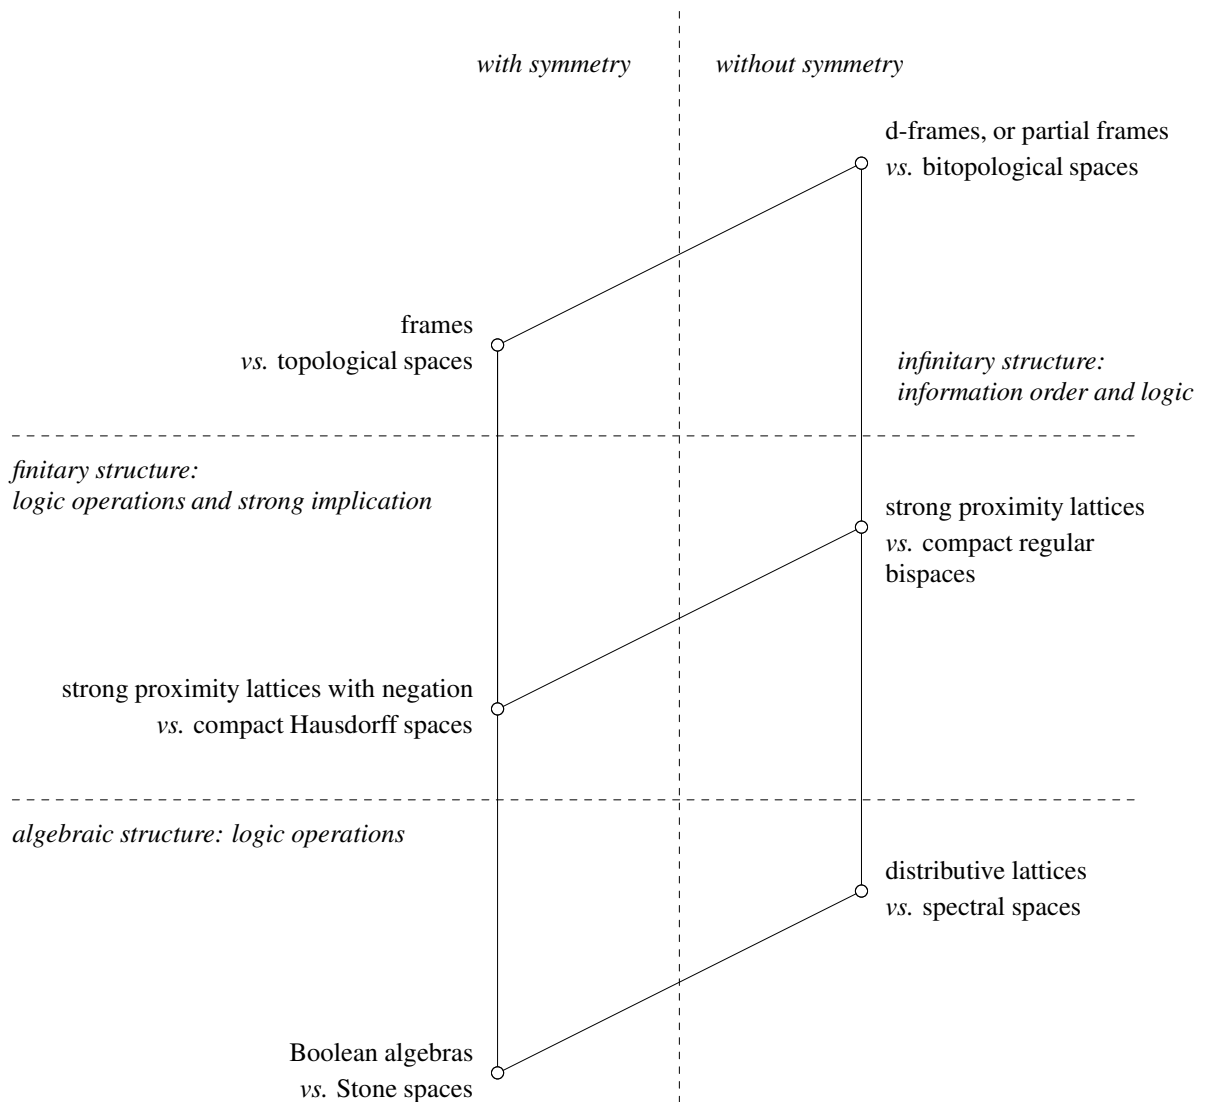 with symmetry
without symmetry
d-frames, or partial frames
vs. bitopological spaces
frames
vs. topological spaces
infinitary structure:
information order and logic
finitary structure:
logic operations and strong implication
strong proximity lattices
vs. compact regular
bispaces
strong proximity lattices with negation
vs. compact Hausdorff spaces
algebraic structure: logic operations
distributive lattices
vs. spectral spaces
Boolean algebras
vs. Stone spaces